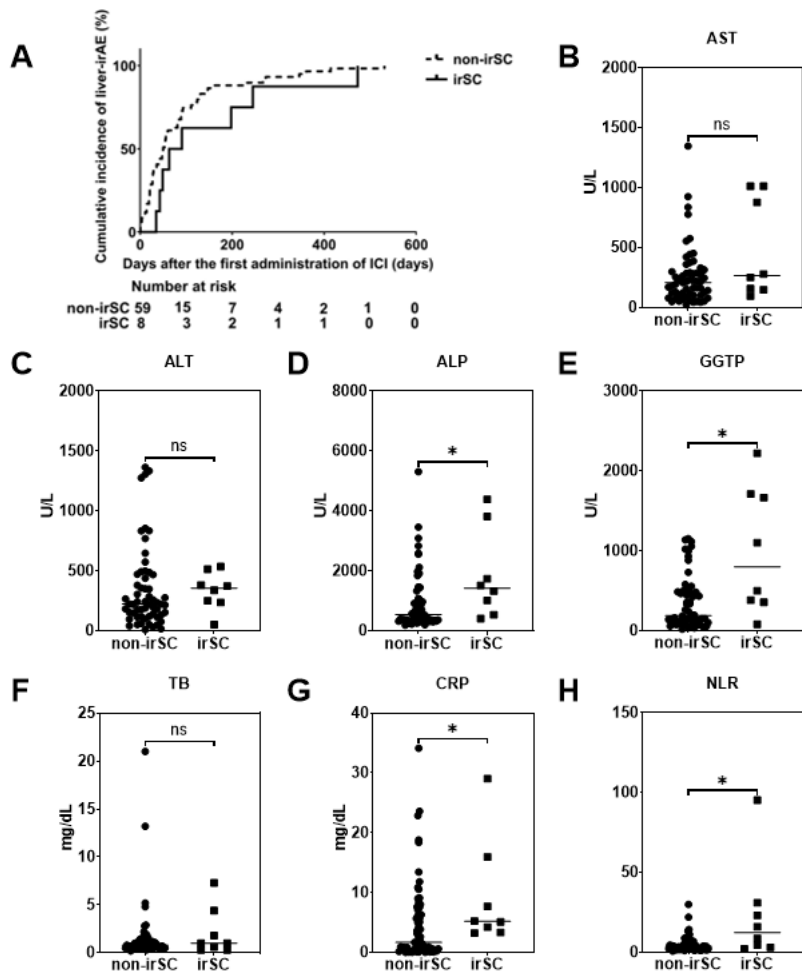 A
Cumulative incidence of liver-irAE (%)
100
50
0
0 200 400 600
Days after the first administration of ICI (days)
non-irSC
irSC
Number at risk
non-irSC 59 15 7 4 2 1 0
irSC 8 3 2 1 1 0 0
B
AST
U/L
2000
1500
1000
500
0
ns
non-irSC irSC
C
ALT
U/L
2000
1500
1000
500
0
ns
non-irSC irSC
D
ALP
U/L
8000
6000
4000
2000
0
*
non-irSC irSC
E
GGTP
U/L
3000
2000
1000
0
*
non-irSC irSC
F
TB
mg/dL
25
20
15
10
5
0
ns
non-irSC irSC
G
CRP
mg/dL
40
30
20
10
0
*
non-irSC irSC
H
NLR
150
100
50
0
*
non-irSC irSC